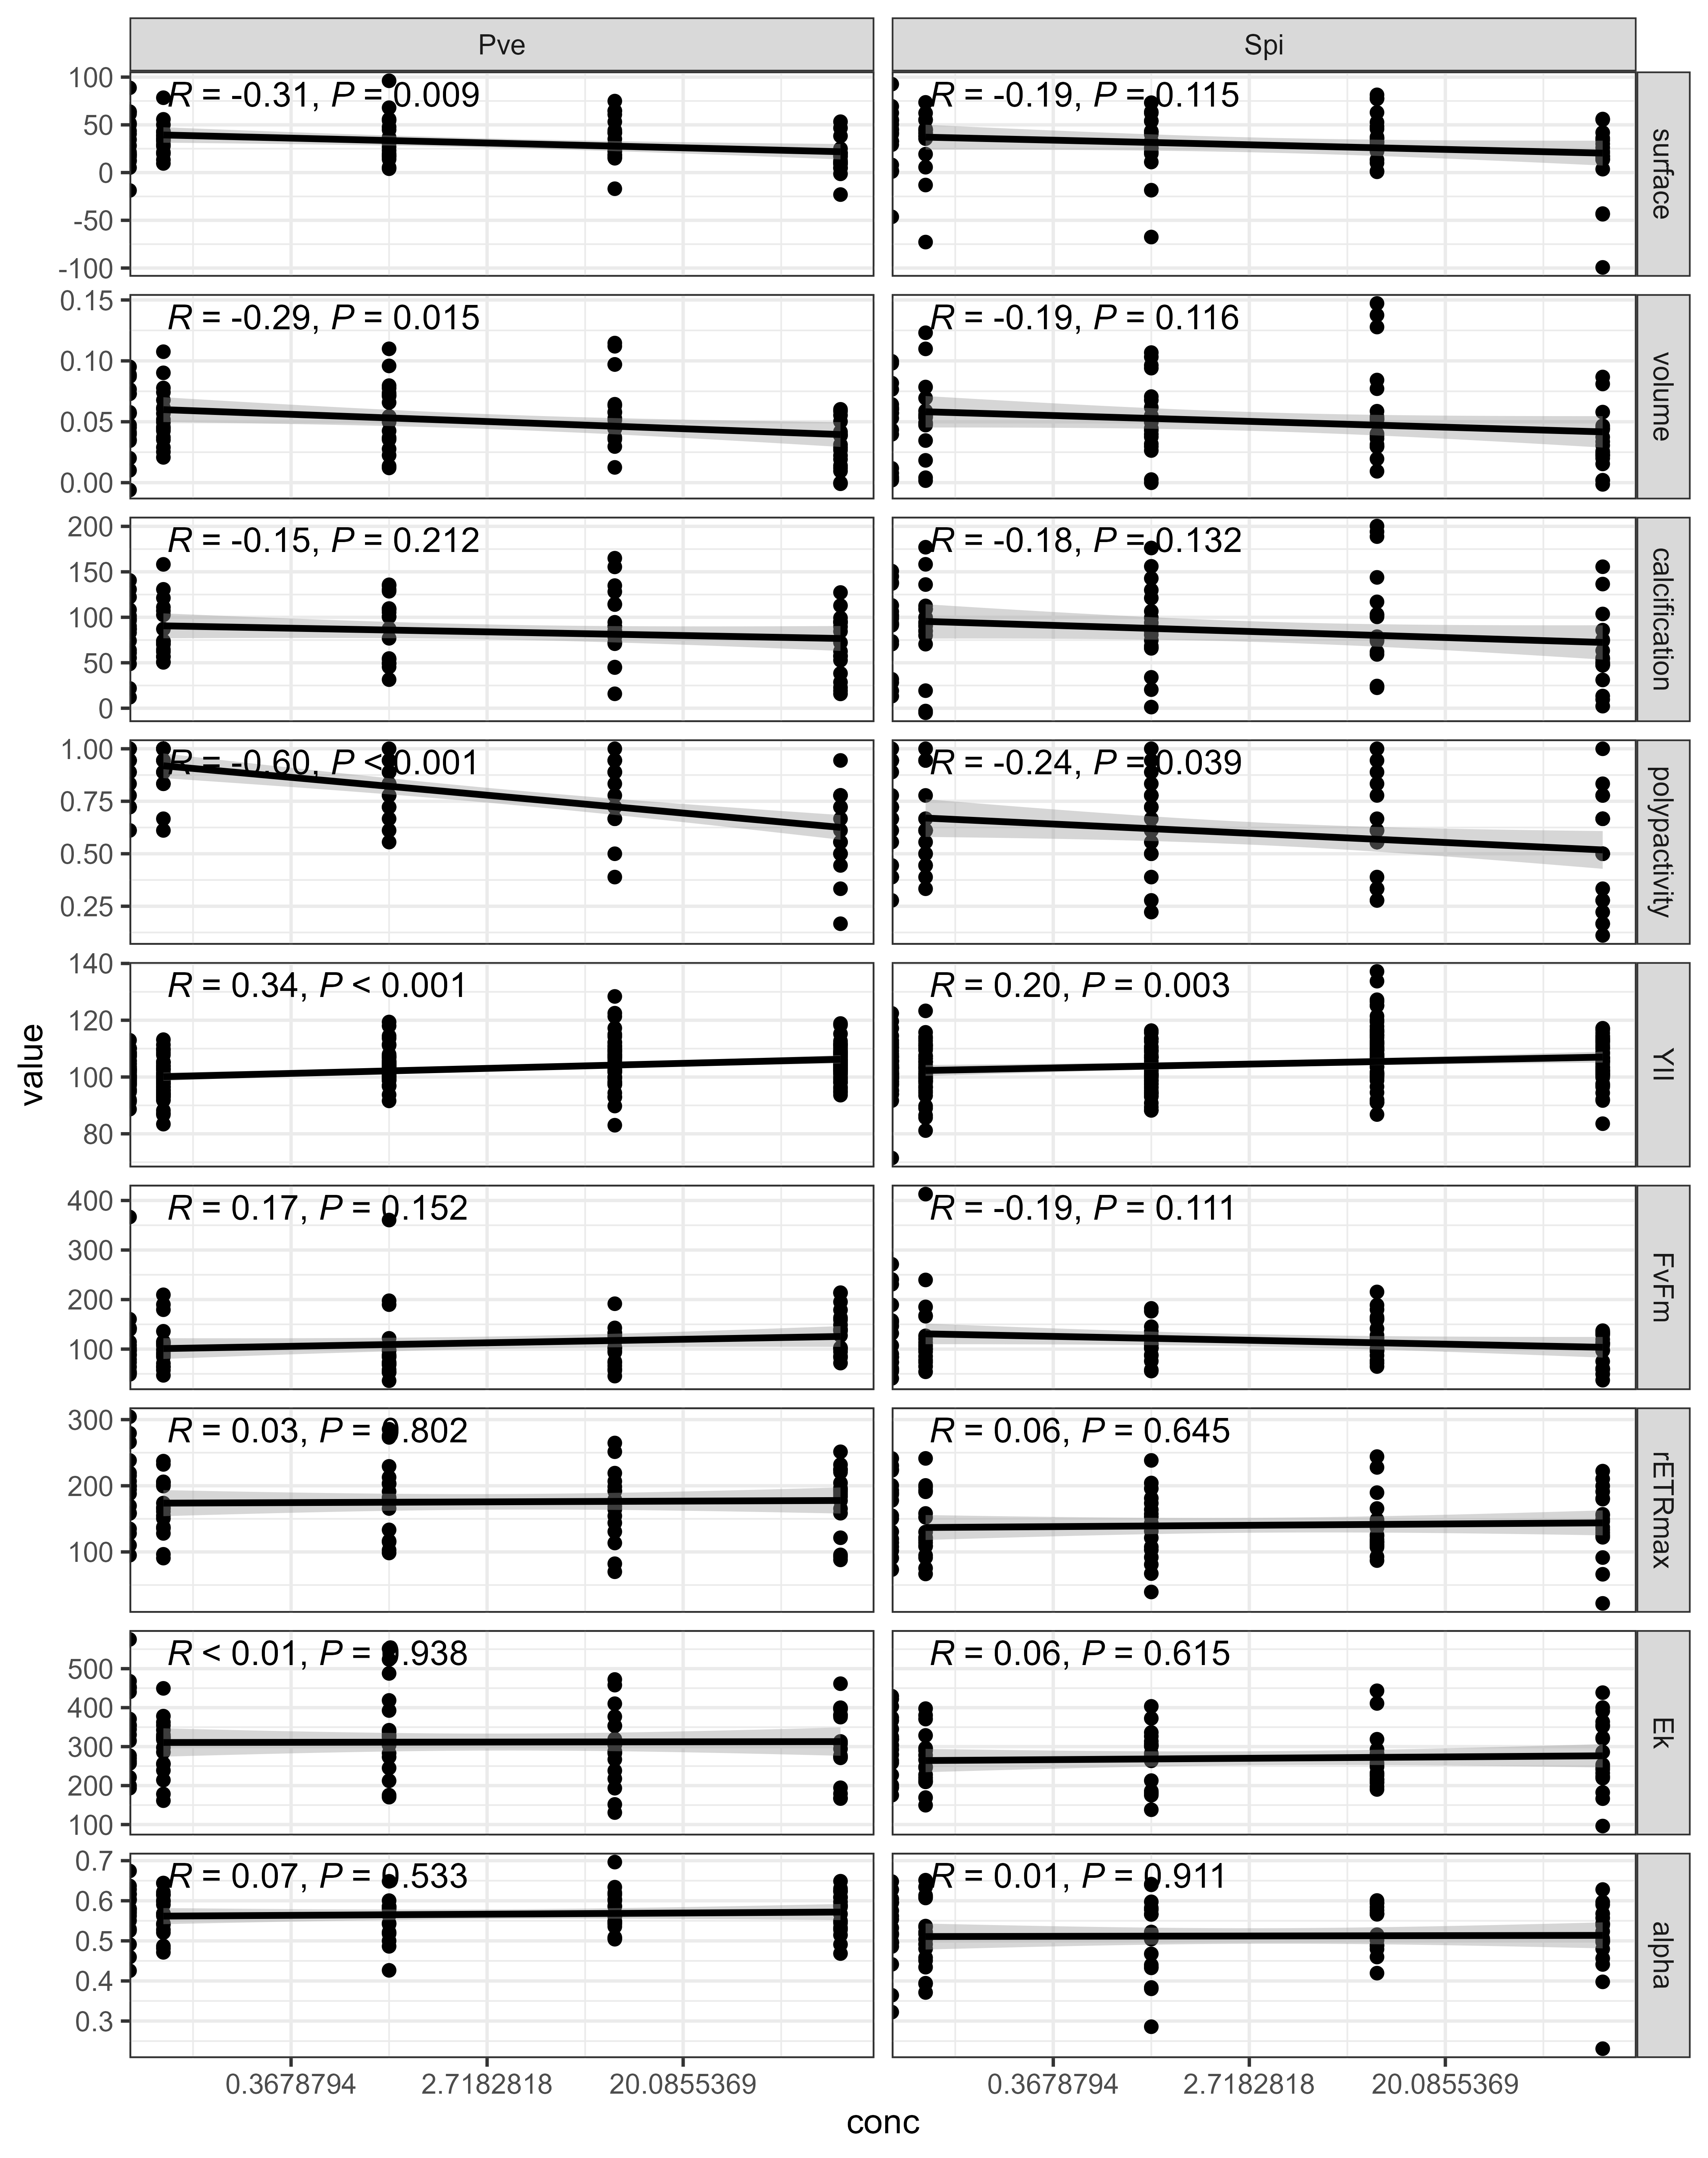 Pve Spi
100
50
0
-50
-100
R = -0.31, P = 0.009
R = -0.19, P = 0.115
surface
0.15
0.10
0.05
0.00
R = -0.29, P = 0.015
R = -0.19, P = 0.116
volume
200
150
100
50
0
R = -0.15, P = 0.212
R = -0.18, P = 0.132
calcification
1.00
0.75
0.50
0.25
R = -0.60, P < 0.001
R = -0.24, P = 0.039
polypactivity
140
120
100
80
R = 0.34, P < 0.001
R = 0.20, P = 0.003
YII
value
400
300
200
100
R = 0.17, P = 0.152
R = -0.19, P = 0.111
FvFm
300
200
100
R = 0.03, P = 0.802
R = 0.06, P = 0.645
rETRmax
500
400
300
200
100
R < 0.01, P = 0.938
R = 0.06, P = 0.615
Ek
0.7
0.6
0.5
0.4
0.3
R = 0.07, P = 0.533
R = 0.01, P = 0.911
alpha
0.3678794 2.7182818 20.0855369 0.3678794 2.7182818 20.0855369
conc